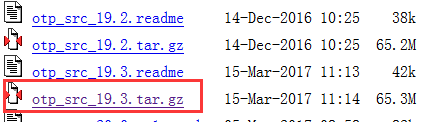 otp_src_19.2.readme 14-Dec-2016 10:25 38k
otp_src_19.2.tar.gz 14-Dec-2016 10:25 65.2M
otp_src_19.3.readme 15-Mar-2017 11:13 42k
otp_src_19.3.tar.gz 15-Mar-2017 11:14 65.3M